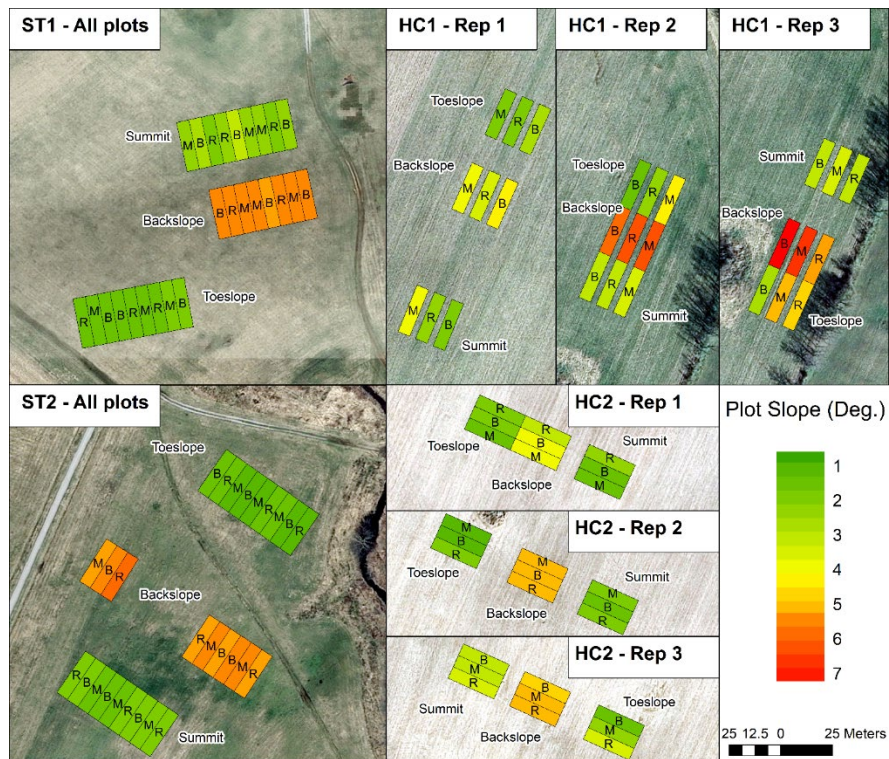 ST1 - All plots
Summit
M B R R B M M R B
Backslope
B R M M B R M M B
Toeslope
R M B B R M R M B
HC1 - Rep 1
Toeslope
M R B
Backslope
M R B
M R B
Summit
HC1 - Rep 2
Toeslope
B R M
Backslope
B R M
B R M
Summit
HC1 - Rep 3
Summit
B M R
Backslope
B M R
B M R
Toeslope
ST2 - All plots
Toeslope
B R M B M R M B R
M B R
Backslope
R M B B M R
R B M B M R B M R
Summit
HC2 - Rep 1
R R
B B
M M
Toeslope
Backslope
Summit
R
B
M
HC2 - Rep 2
M
B
R
Toeslope
M
B
R
Backslope
Summit
M
B
R
HC2 - Rep 3
B
M
R
Summit
B
M
R
Backslope
Toeslope
B
M
R
Plot Slope (Deg.)
1
2
3
4
5
6
7
25 12.5 0 25 Meters